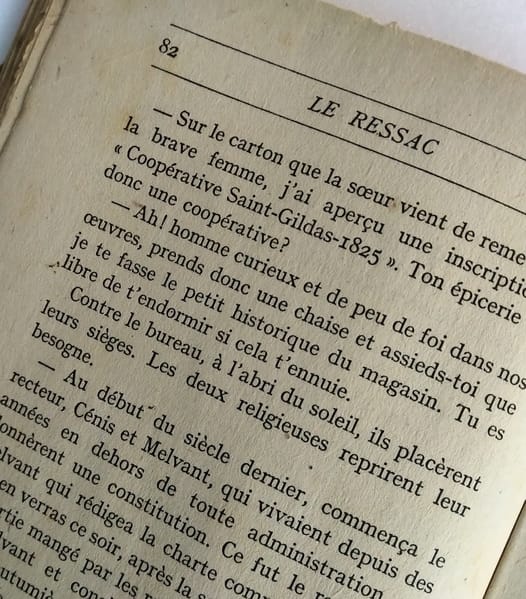 82
LE RESSAC
— Sur le carton que la sœur vient de reme
la brave femme, j'ai aperçu une inscriptio
« Coopérative Saint-Gildas-1825 ». Ton épicerie
donc une coopérative?
— Ah! homme curieux et de peu de foi dans nos
œuvres, prends donc une chaise et assieds-toi que
je te fasse le petit historique du magasin. Tu es
libre de t'endormir si cela t'ennuie.
Contre le bureau, à l'abri du soleil, ils placèrent
leurs sièges. Les deux religieuses reprirent leur
besogne.
— Au début du siècle dernier, commença le
recteur, Cénis et Melvant, qui vivaient depuis des
années en dehors de toute administration
onnèrent une constitution. Ce fut le
lvant qui rédigea la charte
en verras ce soir, après la
rtie mangé par les
lvant et
utumiè